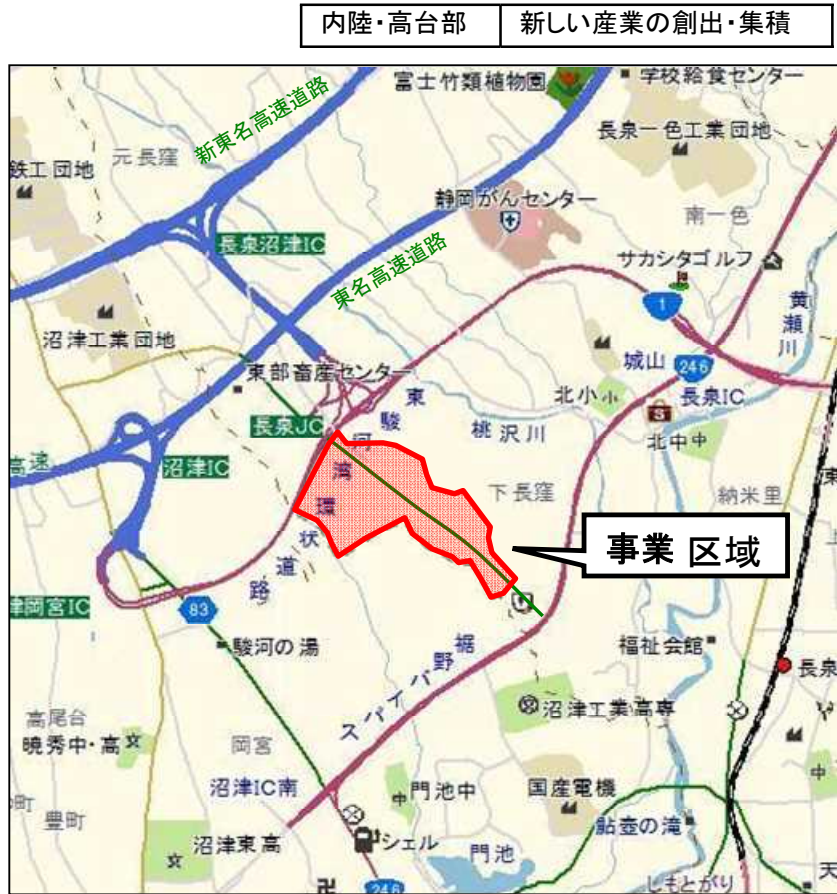 内陸・高台部
新しい産業の創出・集積
新東名高速道路
富士竹類植物園
学校給食センター
長泉一色工業団地
元長窪
鉄工団地
静岡がんセンター
南一色
長泉沼津IC
東名高速道路
サカシタゴルフ
1
黄瀬川
沼津工業団地
城山
246
東部畜産センター
北小
小
長泉IC
長泉JC
東駿河湾環状道路
桃沢川
北中
中
高速
沼津IC
下長窪
納米里
東
上
事業 区域
津岡宮IC
83
駿河の湯
裾野バイパス
福祉会館
長泉
沼津工業高専
高尾台
暁秀中・高
文
岡宮
沼津IC南
中
門池中
国産電機
鮎壺の滝
町
豊町
文
沼津東高
シェル
門池
卍
246
しもとがり
天